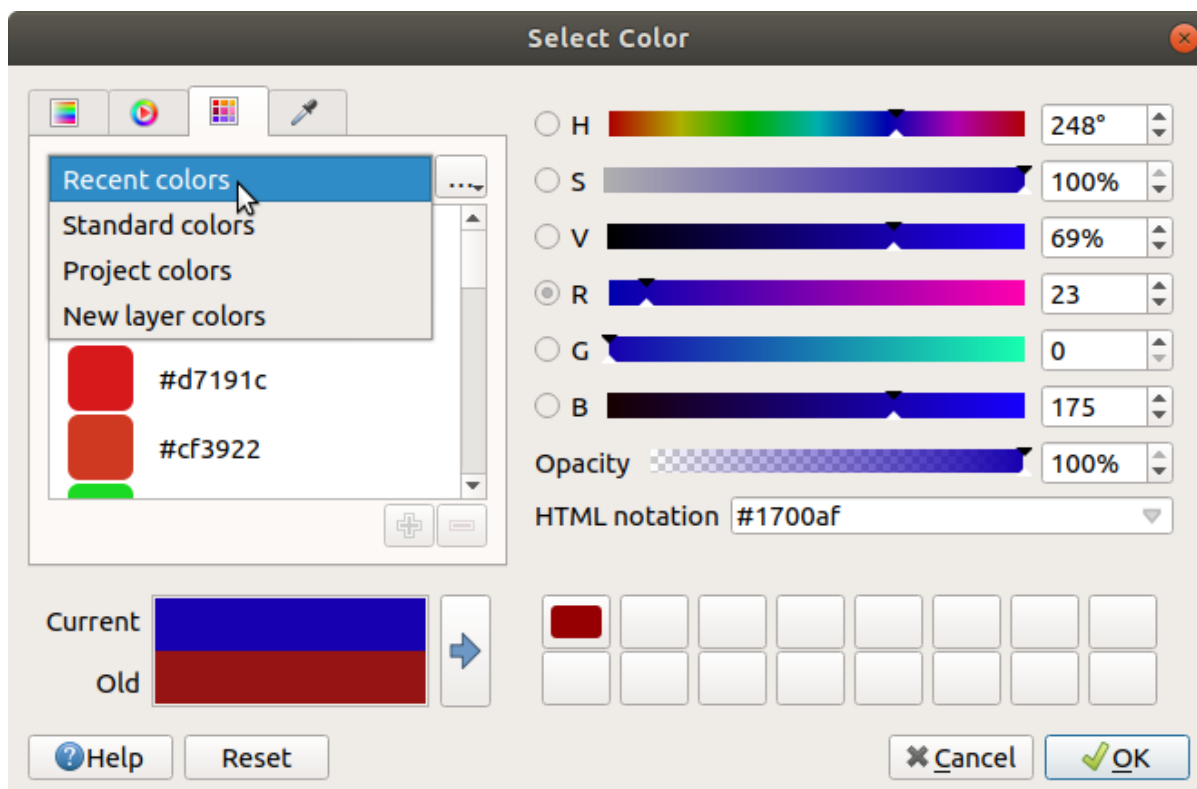 Select Color
Recent colors
...
Standard colors
Project colors
New layer colors
#d7191c
#cf3922
H 248°
S 100%
V 69%
R 23
G 0
B 175
Opacity 100%
HTML notation #1700af
Current
Old
Help
Reset
Cancel
OK